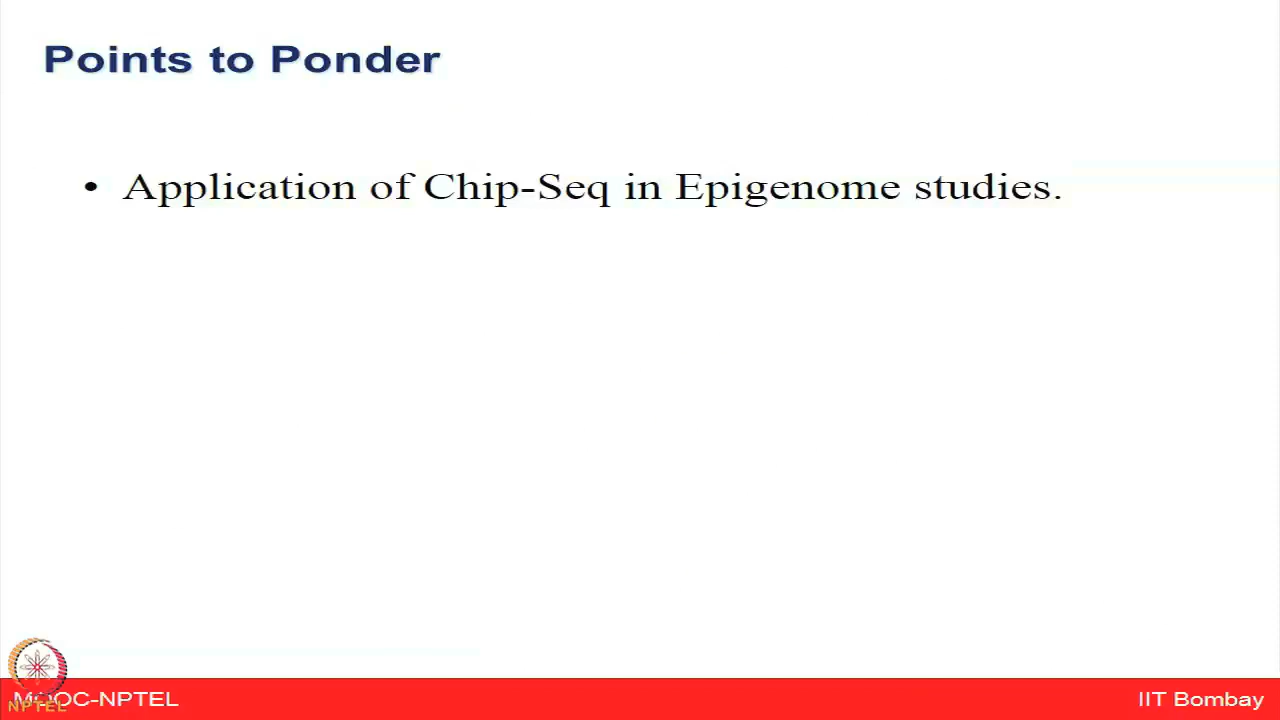 Points to Ponder
• Application of Chip-Seq in Epigenome studies.
MOOC-NPTEL
NPTEL
IIT Bombay